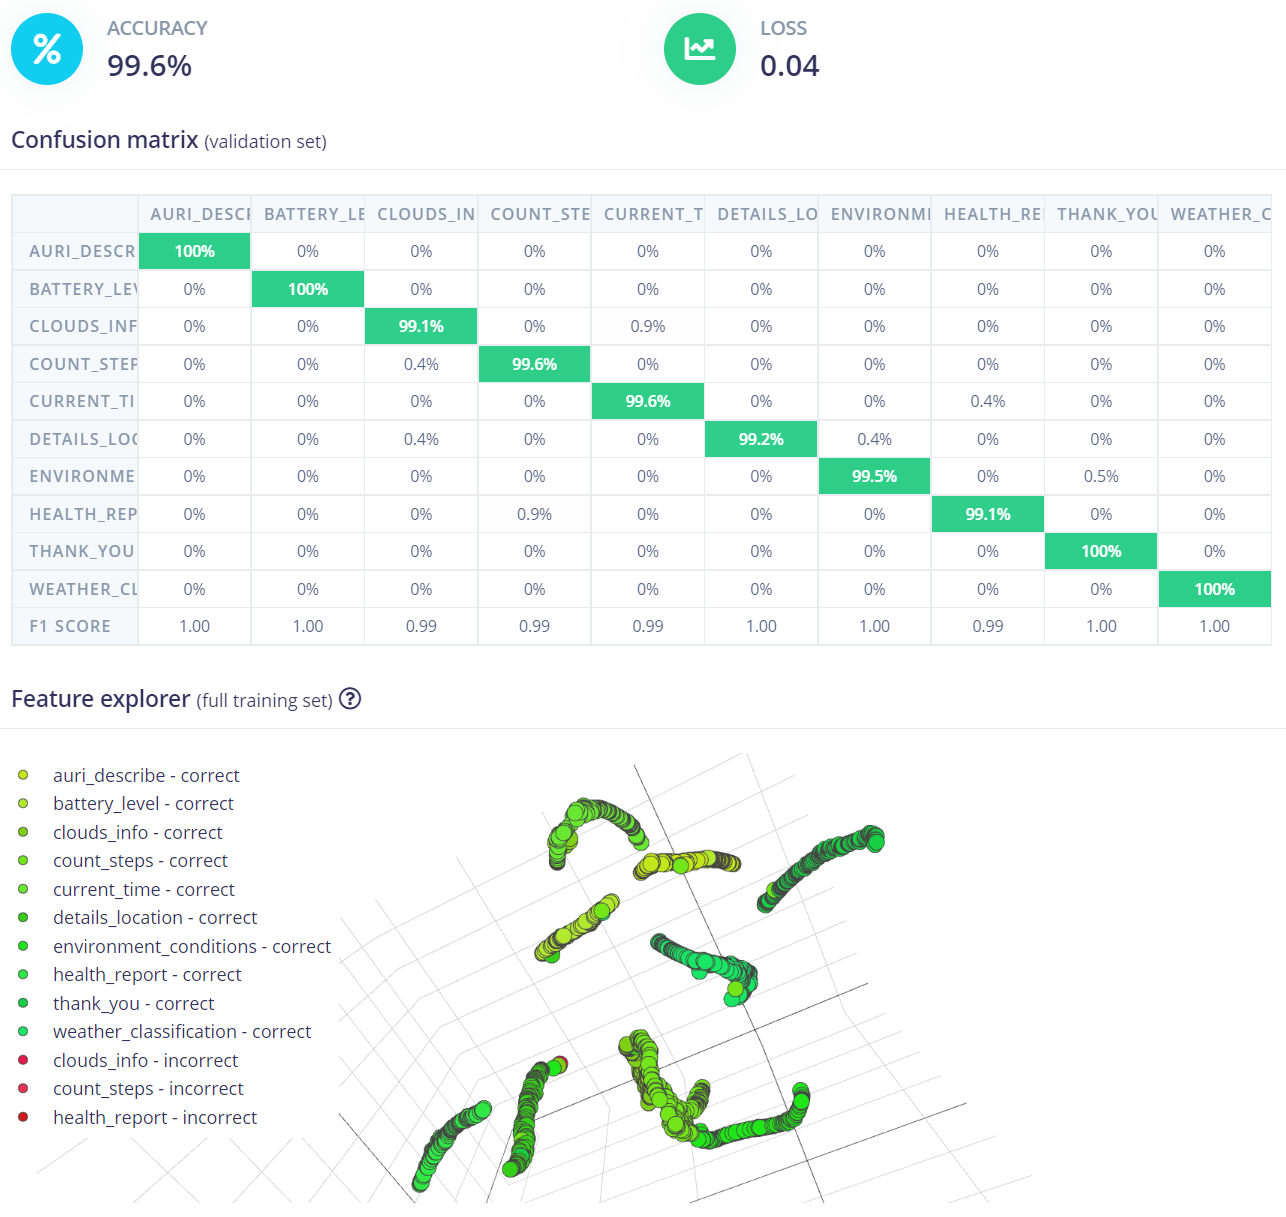 ACCURACY
99.6%
LOSS
0.04
Confusion matrix (validation set)
AURI_DESCR BATTERY_LE CLOUDS_IN COUNT_STE CURRENT_T DETAILS_LO ENVIRONMI HEALTH_RE THANK_YOU WEATHER_C
AURI_DESCR 100% 0% 0% 0% 0% 0% 0% 0% 0% 0%
BATTERY_LEV 0% 100% 0% 0% 0% 0% 0% 0% 0% 0%
CLOUDS_INF 0% 0% 99.1% 0% 0.9% 0% 0% 0% 0% 0%
COUNT_STEP 0% 0% 0.4% 99.6% 0% 0% 0% 0% 0% 0%
CURRENT_TI 0% 0% 0% 0% 99.6% 0% 0% 0.4% 0% 0%
DETAILS_LOC 0% 0% 0.4% 0% 0% 99.2% 0.4% 0% 0% 0%
ENVIRONME 0% 0% 0% 0% 0% 0% 99.5% 0% 0.5% 0%
HEALTH_REP 0% 0% 0% 0.9% 0% 0% 0% 99.1% 0% 0%
THANK_YOU 0% 0% 0% 0% 0% 0% 0% 0% 100% 0%
WEATHER_CL 0% 0% 0% 0% 0% 0% 0% 0% 0% 100%
F1 SCORE 1.00 1.00 0.99 0.99 0.99 1.00 1.00 0.99 1.00 1.00
Feature explorer (full training set) ?
auri_describe - correct
battery_level - correct
clouds_info - correct
count_steps - correct
current_time - correct
details_location - correct
environment_conditions - correct
health_report - correct
thank_you - correct
weather_classification - correct
clouds_info - incorrect
count_steps - incorrect
health_report - incorrect